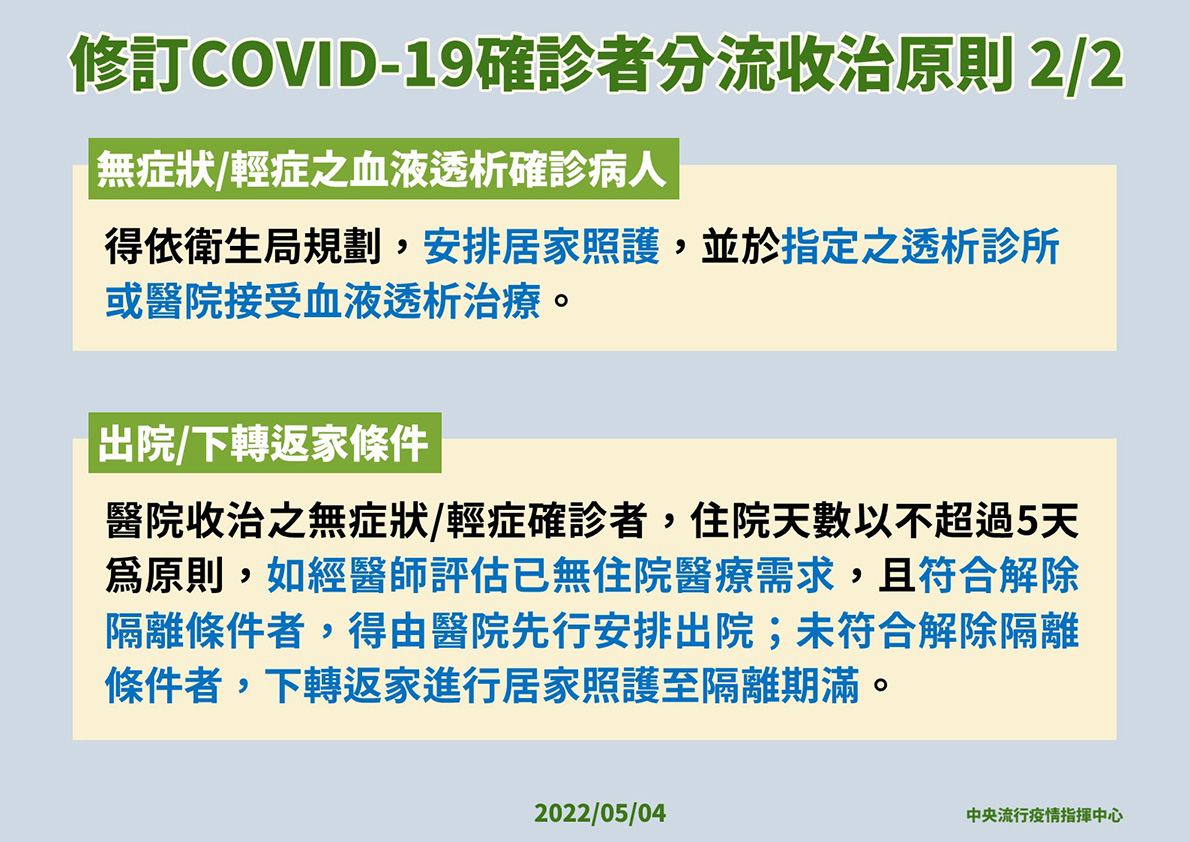 修訂COVID-19確診者分流收治原則 2/2
無症狀/輕症之血液透析確診病人
得依衛生局規劃，安排居家照護，並於指定之透析診所
或醫院接受血液透析治療。
出院/下轉返家條件
醫院收治之無症狀/輕症確診者，住院天數以不超過5天
爲原則，如經醫師評估已無住院醫療需求，且符合解除
隔離條件者，得由醫院先行安排出院；未符合解除隔離
條件者，下轉返家進行居家照護至隔離期滿。
2022/05/04
中央流行疫情指揮中心